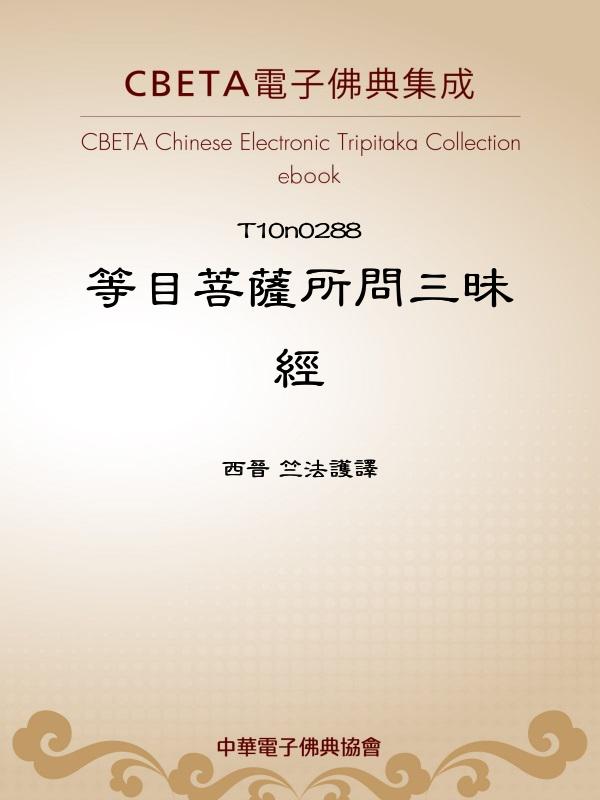 CBETA電子佛典集成
CBETA Chinese Electronic Tripitaka Collection
ebook
T10n0288
等目菩薩所問三昧
經
西晉 竺法護譯
中華電子佛典協會